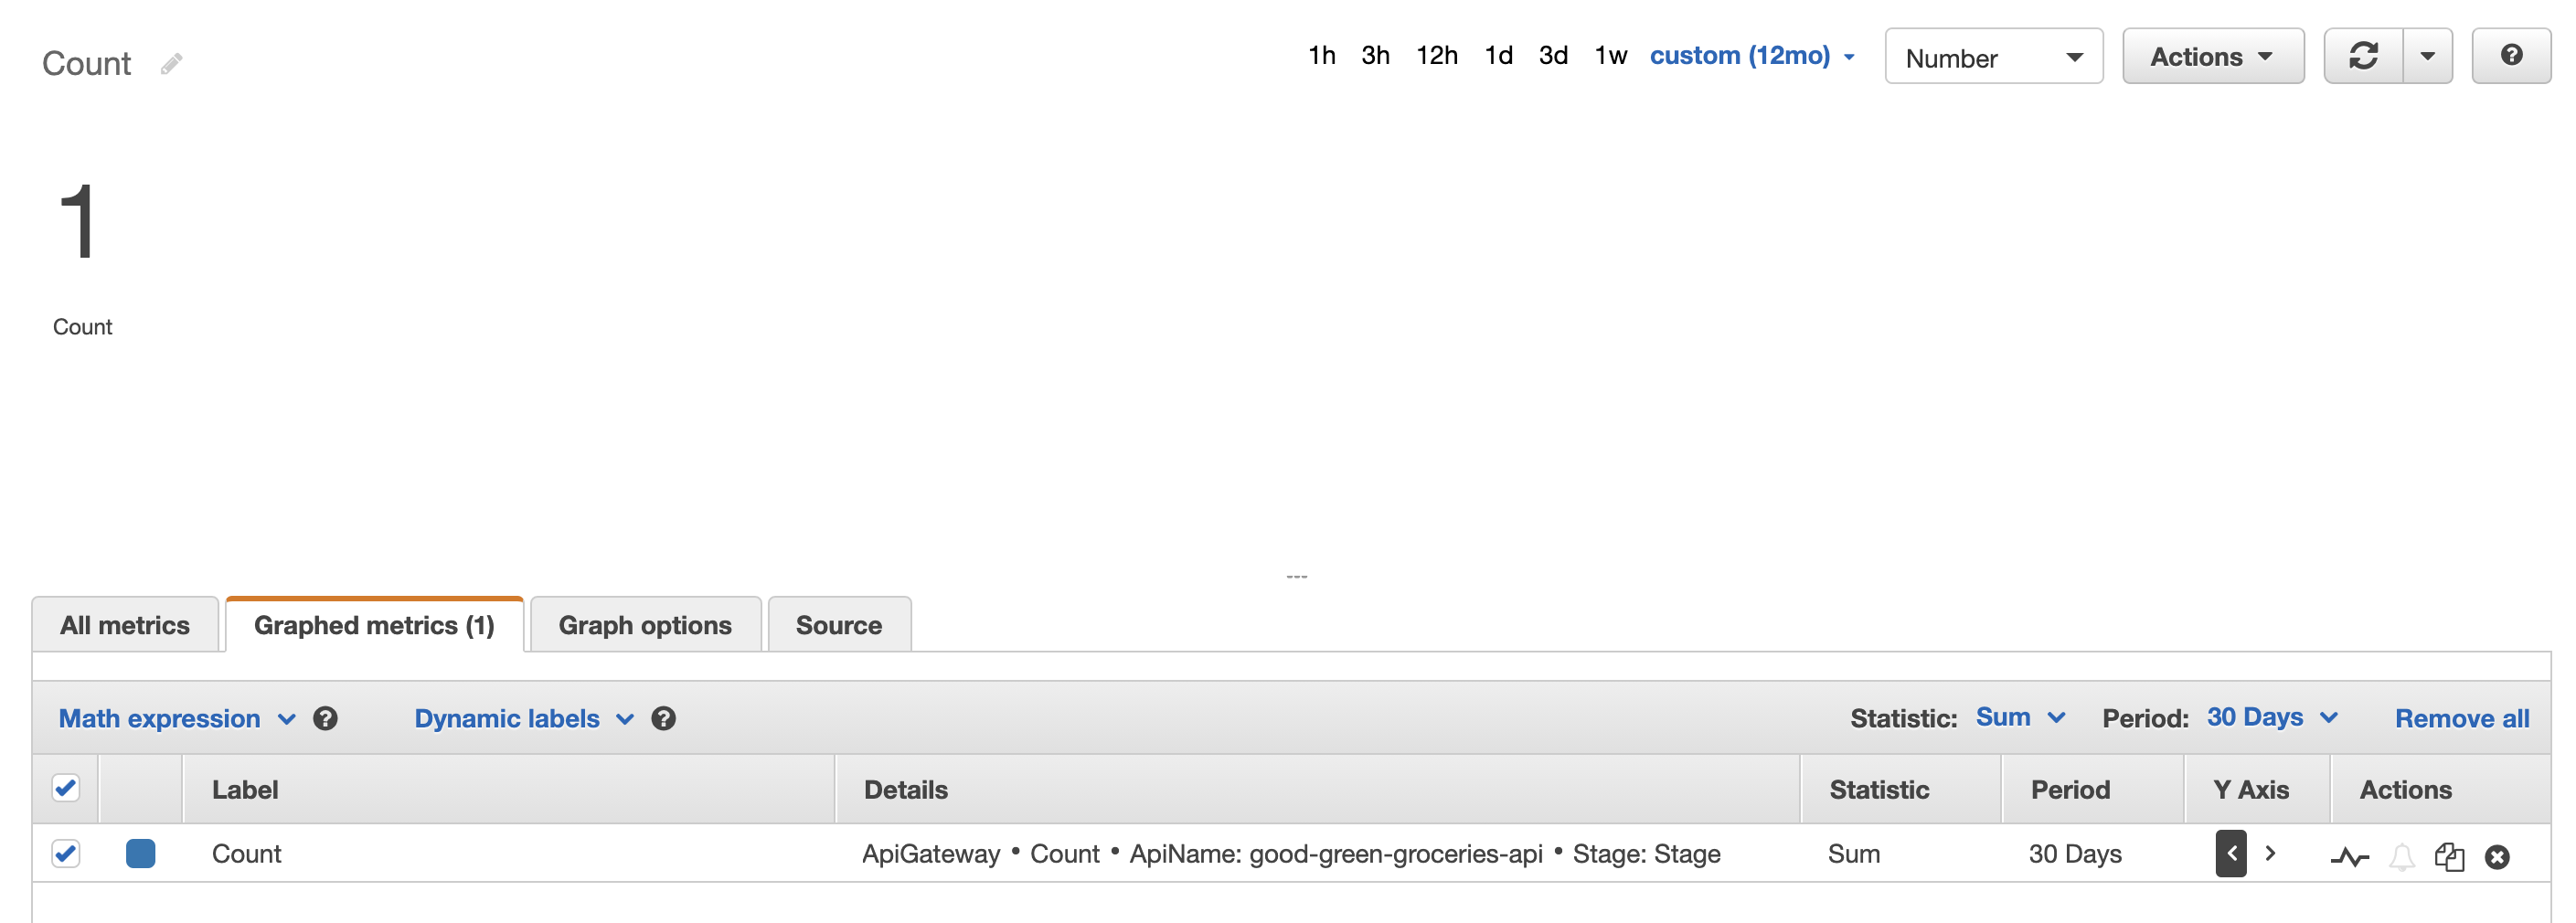 Count 1h 3h 12h 1d 3d 1w custom (12mo) Number Actions
1
Count
All metrics Graphed metrics (1) Graph options Source
Math expression Dynamic labels Statistic: Sum Period: 30 Days Remove all
Label Details Statistic Period Y Axis Actions
Count ApiGateway • Count • ApiName: good-green-groceries-api • Stage: Stage Sum 30 Days